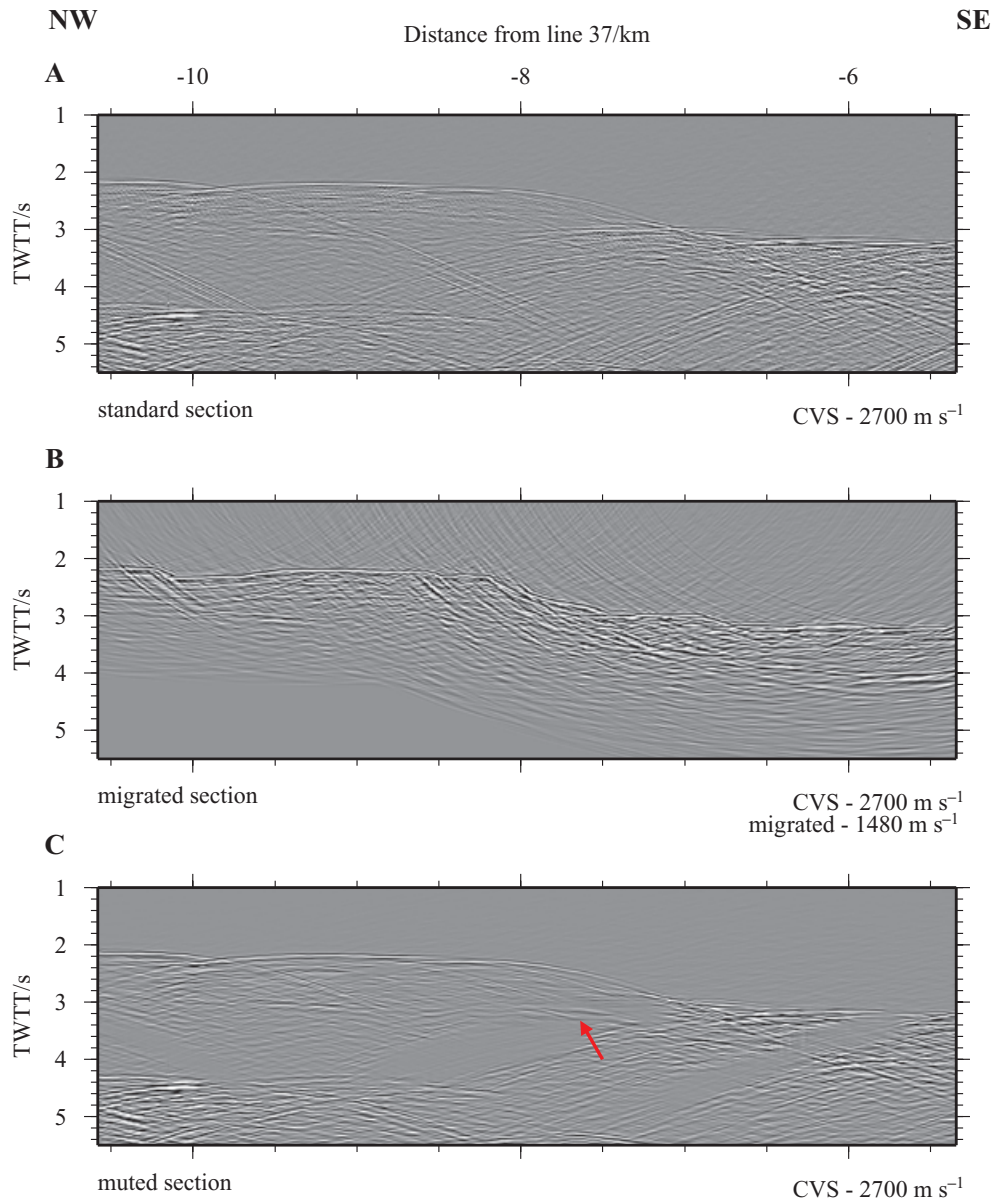 NW
SE
Distance from line 37/km
A
-10 -8 -6
1
2
3
4
5
TWTT/s
standard section
CVS - 2700 m s⁻¹
B
1
2
3
4
5
TWTT/s
migrated section
CVS - 2700 m s⁻¹
migrated - 1480 m s⁻¹
C
1
2
3
4
5
TWTT/s
muted section
CVS - 2700 m s⁻¹